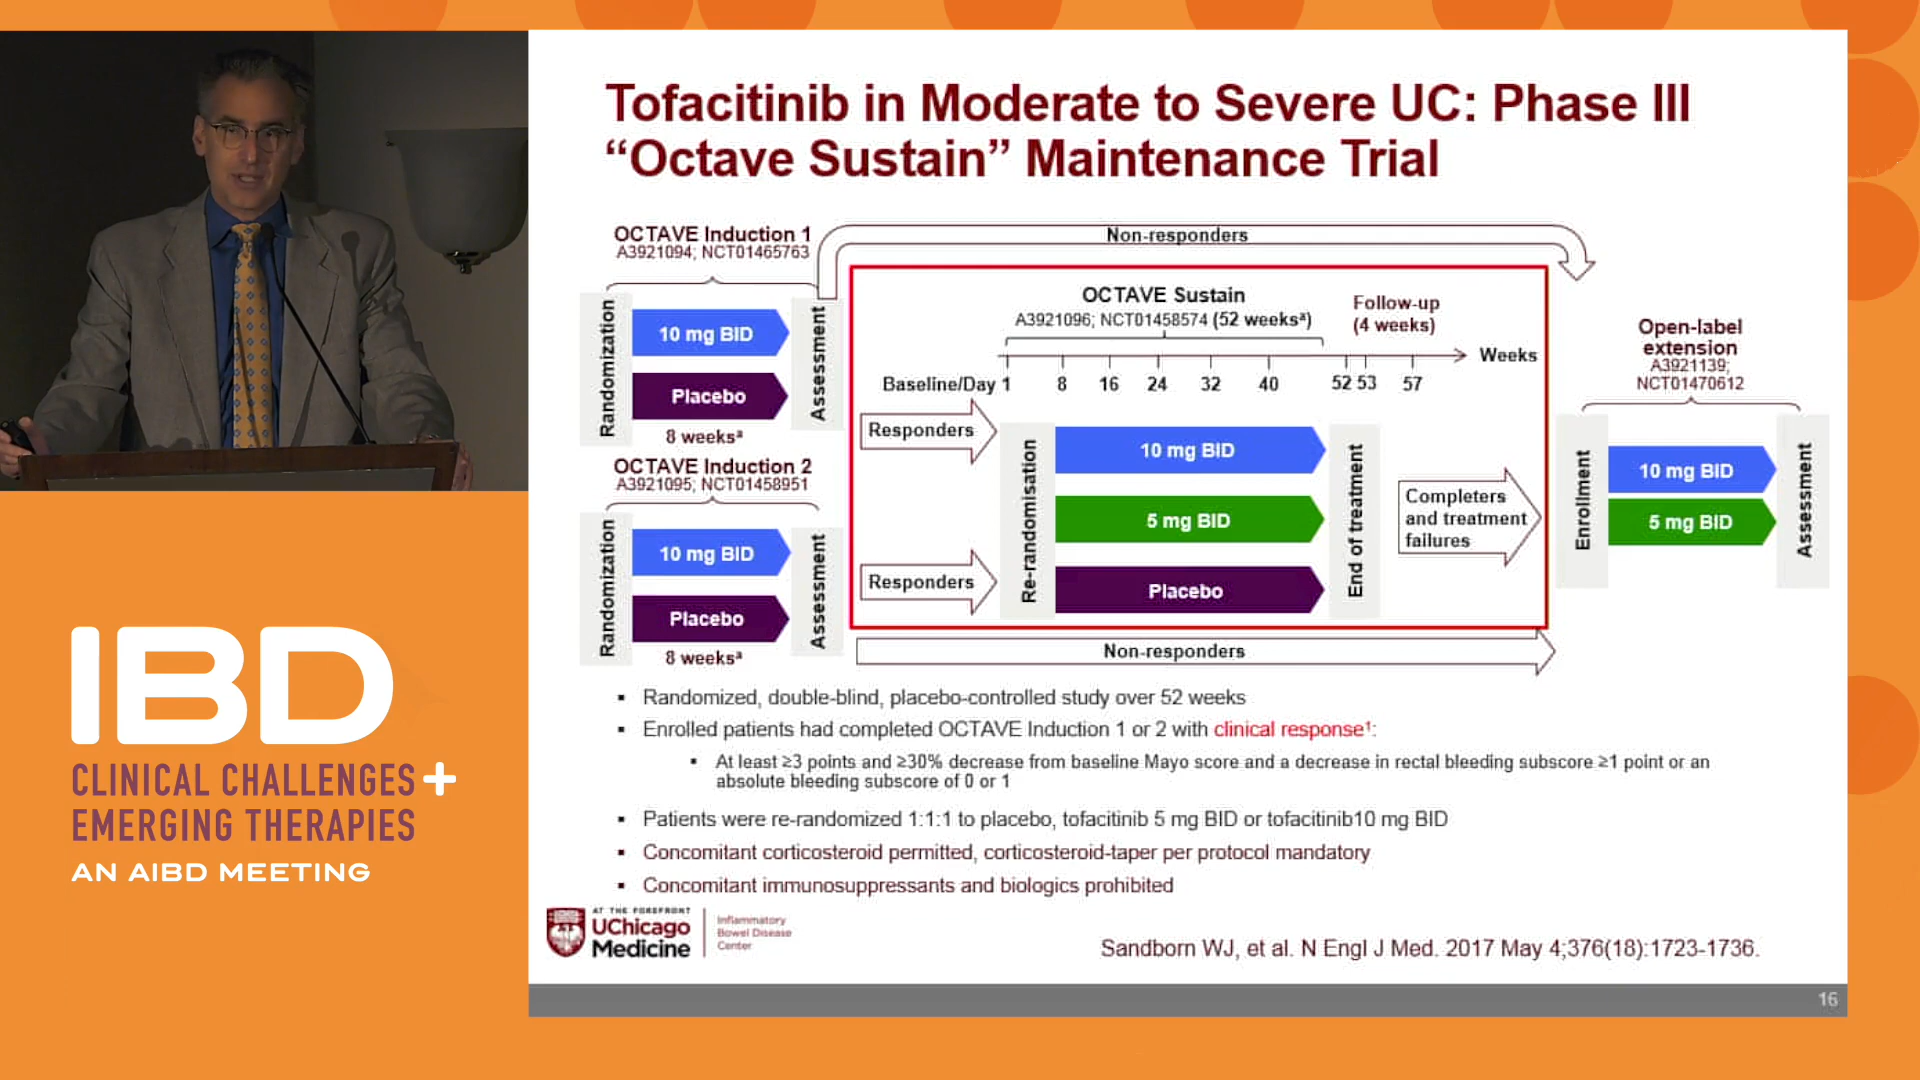 Tofacitinib in Moderate to Severe UC: Phase III
“Octave Sustain” Maintenance Trial
OCTAVE Induction 1
A3921094; NCT01465763
Randomization
10 mg BID
Placebo
8 weeksª
Assessment
OCTAVE Induction 2
A3921095; NCT01458951
Randomization
10 mg BID
Placebo
8 weeksª
Assessment
Non-responders
OCTAVE Sustain
A3921096; NCT01458574 (52 weeksª)
Follow-up
(4 weeks)
Weeks
Baseline/Day 1 8 16 24 32 40 52 53 57
Responders
Responders
Re-randomisation
10 mg BID
5 mg BID
Placebo
End of treatment
Completers
and treatment
failures
Non-responders
Open-label
extension
A3921139;
NCT01470612
Enrollment
10 mg BID
5 mg BID
Assessment
▪ Randomized, double-blind, placebo-controlled study over 52 weeks
▪ Enrolled patients had completed OCTAVE Induction 1 or 2 with clinical response¹:
▪ At least ≥3 points and ≥30% decrease from baseline Mayo score and a decrease in rectal bleeding subscore ≥1 point or an
absolute bleeding subscore of 0 or 1
▪ Patients were re-randomized 1:1:1 to placebo, tofacitinib 5 mg BID or tofacitinib10 mg BID
▪ Concomitant corticosteroid permitted, corticosteroid-taper per protocol mandatory
▪ Concomitant immunosuppressants and biologics prohibited
AT THE FOREFRONT
UChicago
Medicine
Inflammatory
Bowel Disease
Center
Sandborn WJ, et al. N Engl J Med. 2017 May 4;376(18):1723-1736.
16
IBD
CLINICAL CHALLENGES +
EMERGING THERAPIES
AN AIBD MEETING